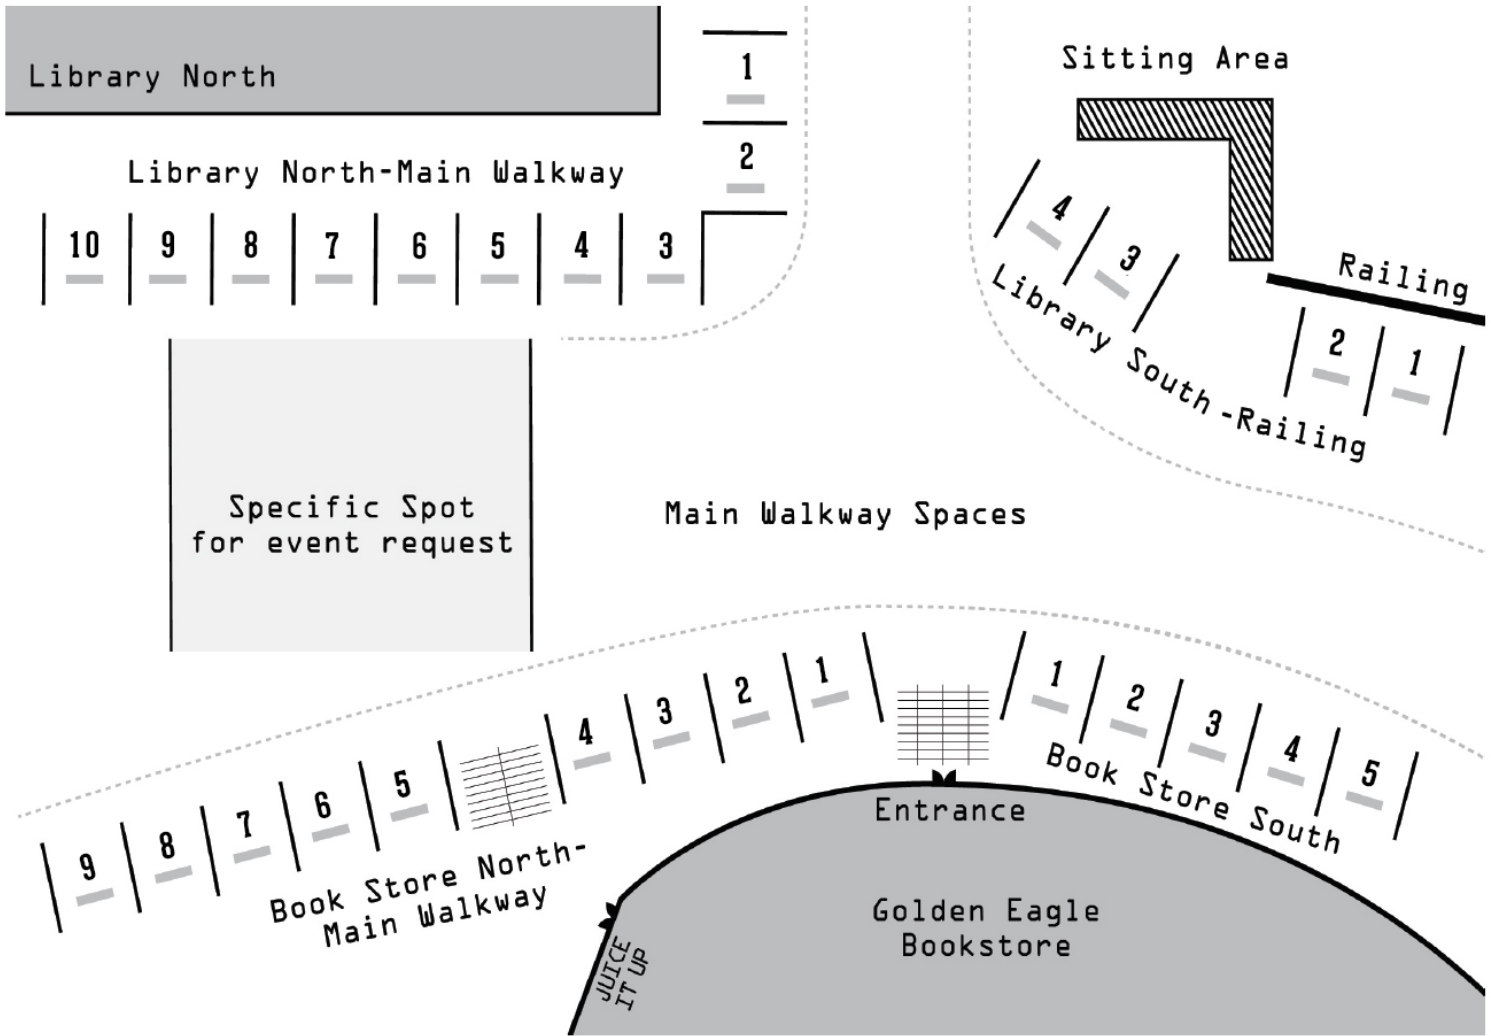 Library North
1
2
Sitting Area
Library North-Main Walkway
10 9 8 7 6 5 4 3
4
3
Library South-Railing
Railing
2
1
Specific Spot
for event request
Main Walkway Spaces
9 8 7 6 5
4 3 2 1
1 2 3 4 5
Book Store North-
Main Walkway
Book Store South
Entrance
Golden Eagle
Bookstore
JUICE
IT UP